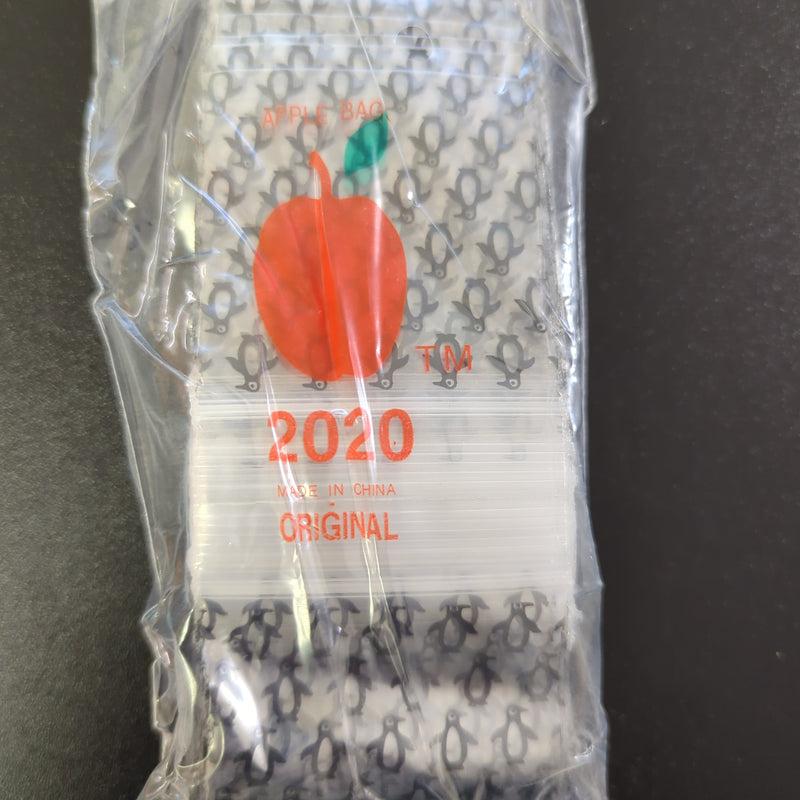 APPLE BAG
TM
2020
MADE IN CHINA
ORIGINAL